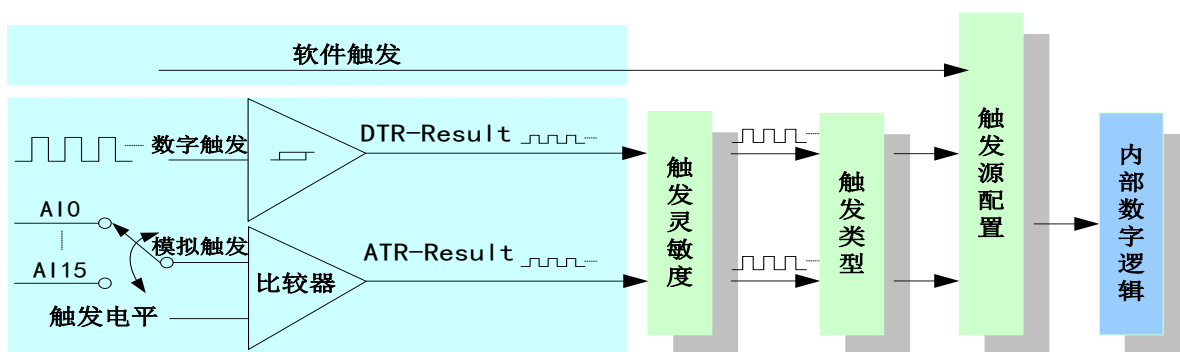 软件触发
数字触发
DTR-Result
AI0
AI15
模拟触发
触发电平
比较器
ATR-Result
触发灵敏度
触发类型
触发源配置
内部数字逻辑